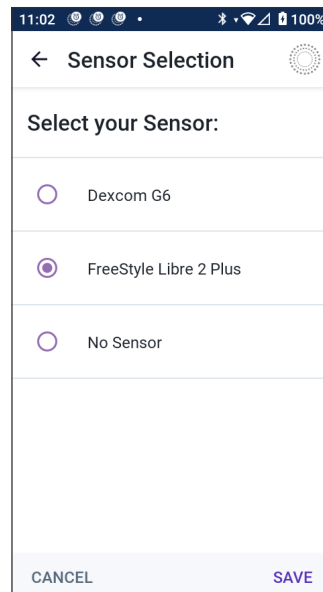 11:02 100%
Sensor Selection
Select your Sensor:
Dexcom G6
FreeStyle Libre 2 Plus
No Sensor
CANCEL SAVE